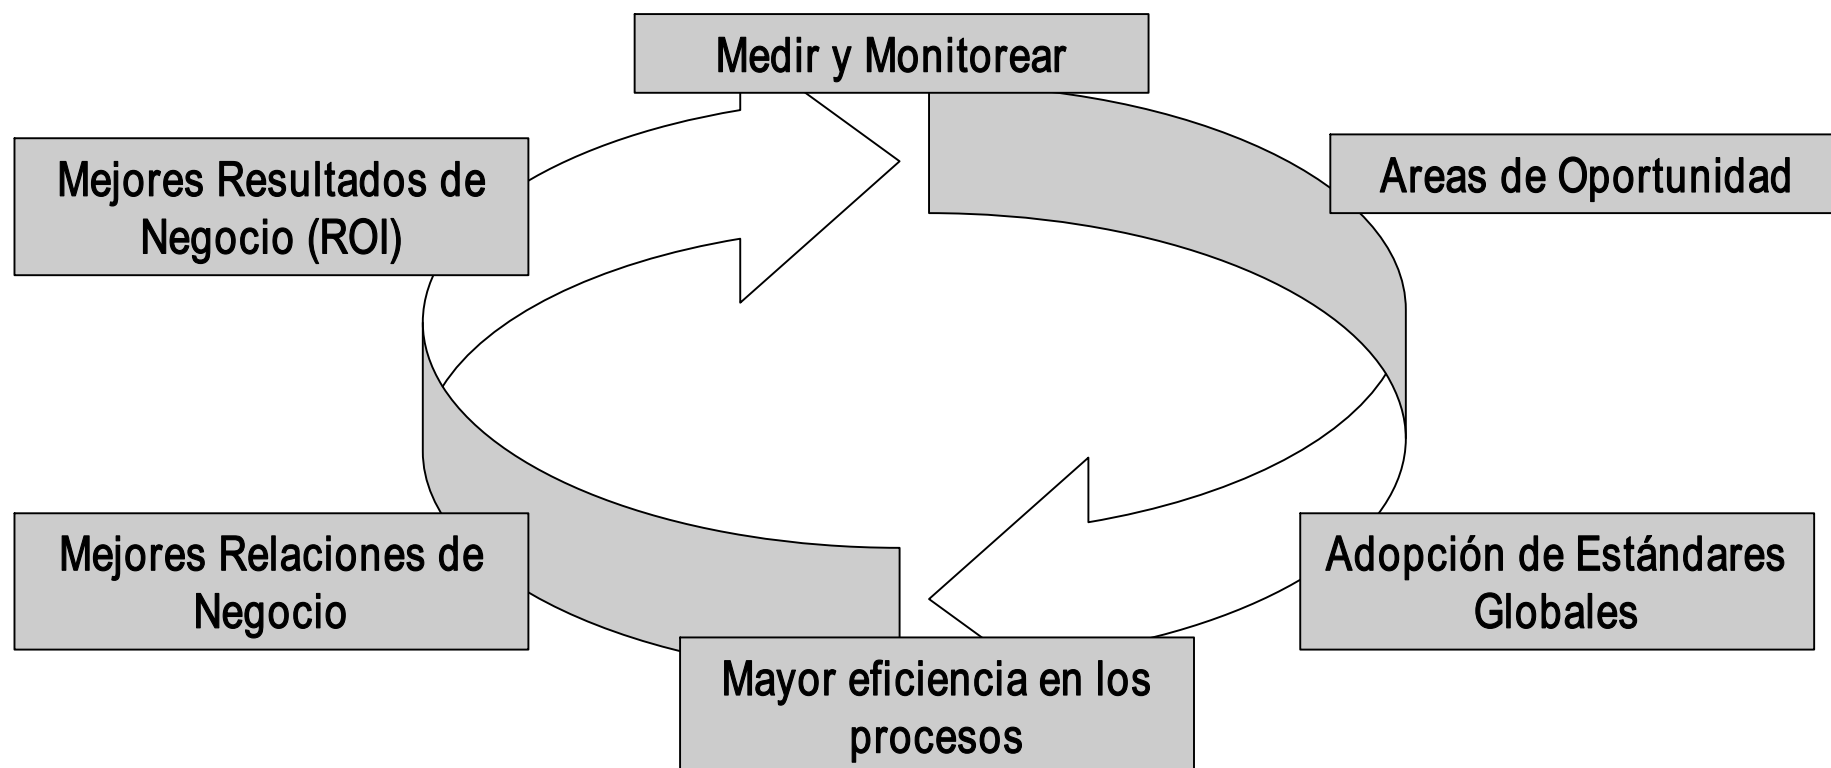 Medir y Monitorear
Areas de Oportunidad
Adopción de Estándares
Globales
Mayor eficiencia en los
procesos
Mejores Relaciones de
Negocio
Mejores Resultados de
Negocio (ROI)